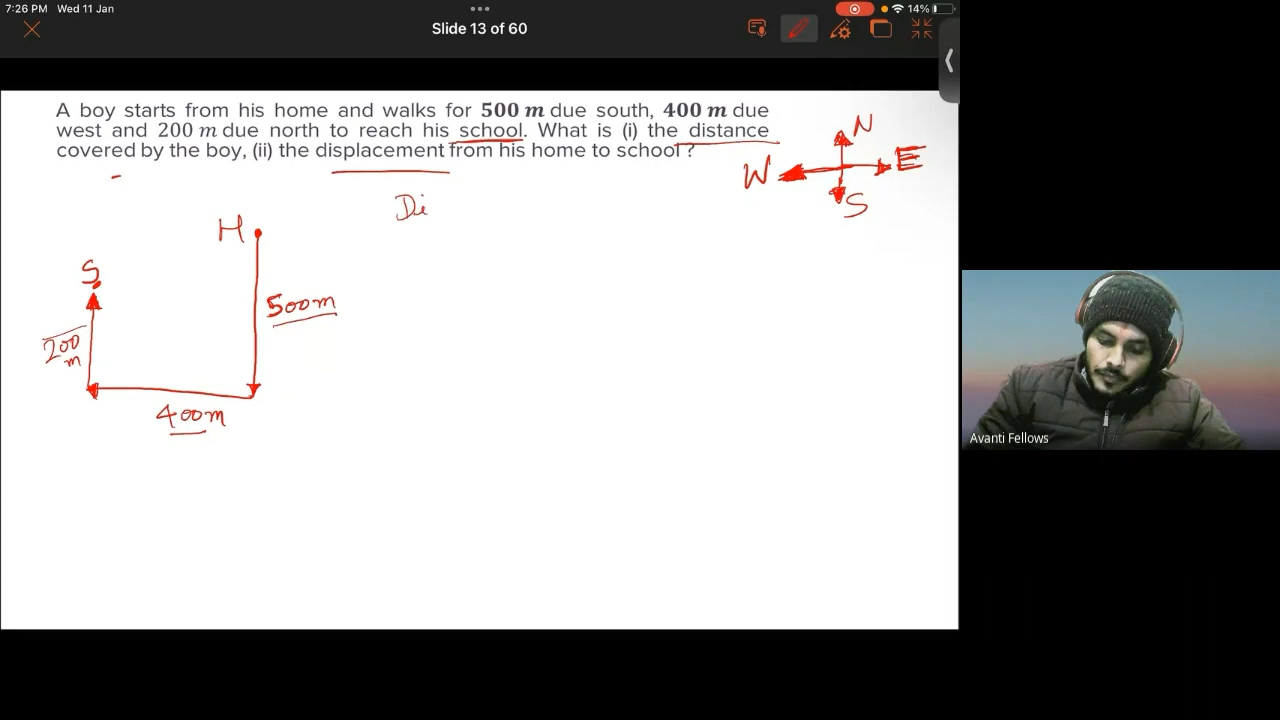 7:26 PM Wed 11 Jan
14%
Slide 13 of 60
A boy starts from his home and walks for 500 m due south, 400 m due
west and 200 m due north to reach his school. What is (i) the distance
covered by the boy, (ii) the displacement from his home to school ?
N
W E
S
Di
H
S
500m
200
m
400m
Avanti Fellows